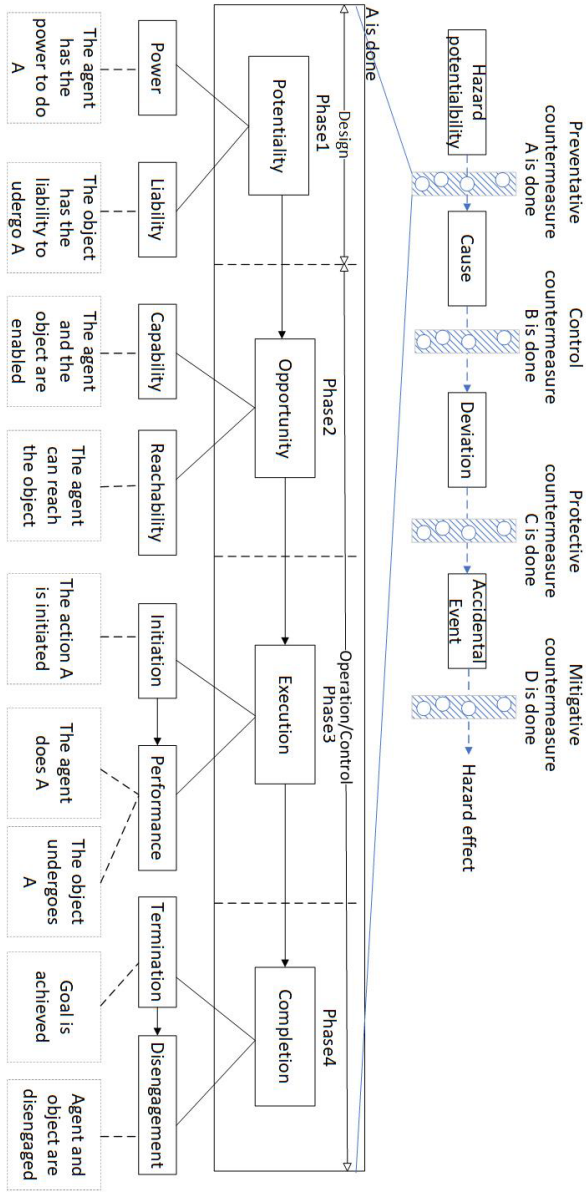 Preventative
countermeasure
A is done
Control
countermeasure
B is done
Protective
countermeasure
C is done
Mitigative
countermeasure
D is done
Hazard
potentialbility
Cause
Deviation
Accidental
Event
Hazard effect
A is done
Design
Operation/Control
Phase1
Phase2
Phase3
Phase4
Potentiality
Opportunity
Execution
Completion
Power
Liability
Capability
Reachability
Initiation
Performance
Termination
Disengagement
The agent
has the
power to do
A
The object
has the
liability to
udergo A
The agent
and the
object are
enabled
The agent
can reach
the object
The action A
is initiated
The agent
does A
The object
undergoes
A
Goal is
achieved
Agent and
object are
disengaged